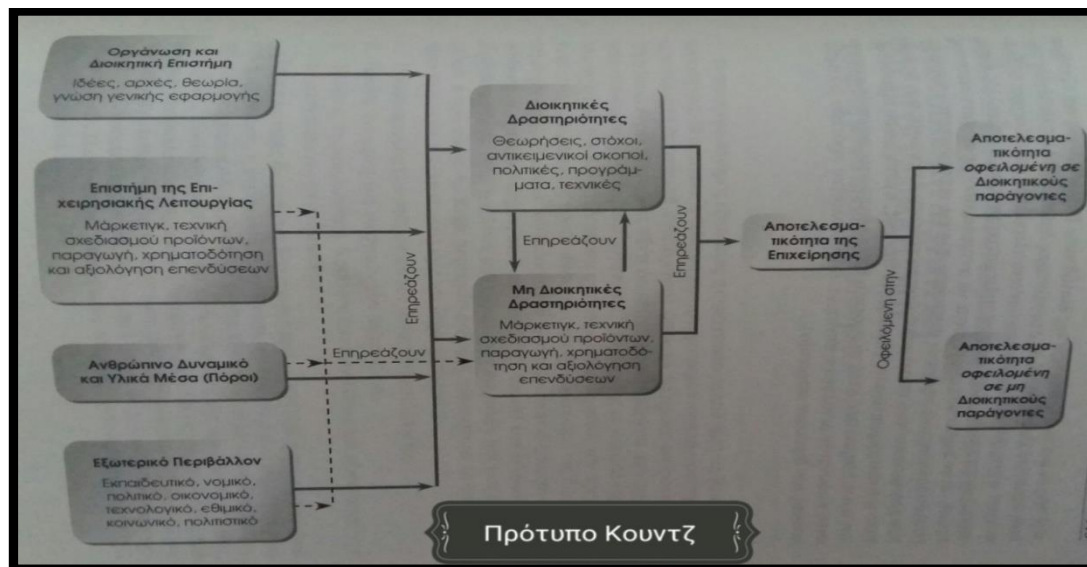 Οργάνωση και
Διοικητική Επιστήμη
Ιδέες, αρχές, θεωρία,
γνώση γενικής εφαρμογής
Επιστήμη της Επι-
χειρησιακής Λειτουργίας
Μάρκετιγκ, τεχνική
σχεδιασμού προϊόντων,
παραγωγή, χρηματοδότηση
και αξιολόγηση επενδύσεων
Ανθρώπινο Δυναμικό
και Υλικά Μέσα (Πόροι)
Εξωτερικό Περιβάλλον
Εκπαιδευτικό, νομικό,
πολιτικό, οικονομικό,
τεχνολογικό, εθιμικό,
κοινωνικό, πολιτιστικό
Επηρεάζουν
Επηρεάζουν
Διοικητικές
Δραστηριότητες
Θεωρήσεις, στόχοι,
αντικειμενικοί σκοποί,
πολιτικές, προγράμ-
ματα, τεχνικές
Επηρεάζουν
Μη Διοικητικές
Δραστηριότητες
Μάρκετιγκ, τεχνική
σχεδιασμού προϊόντων,
παραγωγή, χρηματοδό-
τηση και αξιολόγηση
επενδύσεων
Επηρεάζουν
Αποτελεσμα-
τικότητα της
Επιχείρησης
Οφειλόμενη στην
Αποτελεσμα-
τικότητα
οφειλομένη σε
Διοικητικούς
παράγοντες
Αποτελεσμα-
τικότητα
οφειλομένη
σε μη
Διοικητικούς
παράγοντες
Πρότυπο Κουντζ